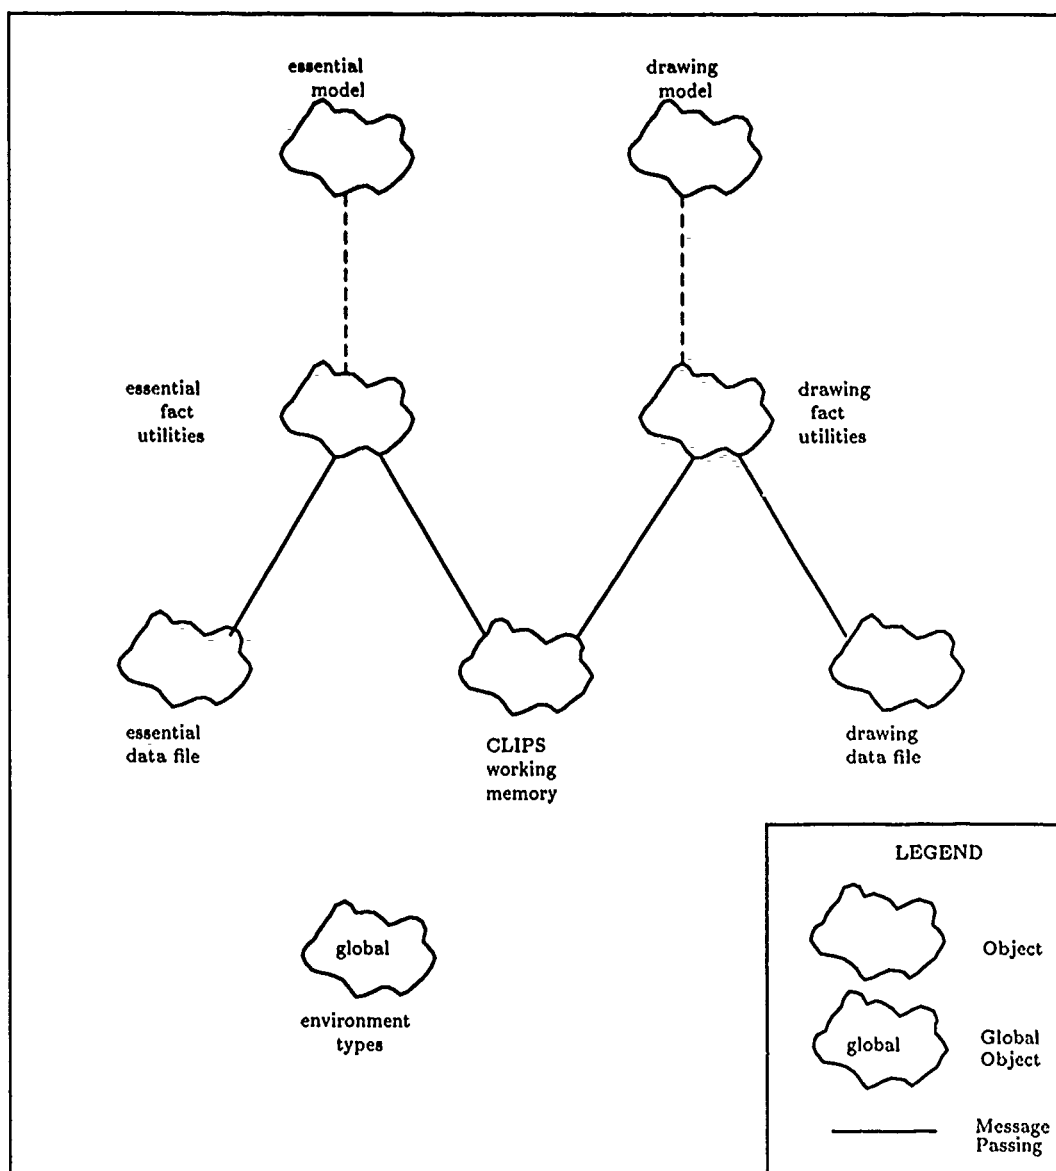 essential
model
drawing
model
essential
fact
utilities
drawing
fact
utilities
essential
data file
CLIPS
working
memory
drawing
data file
global
environment
types
LEGEND
Object
global
Global
Object
Message
Passing